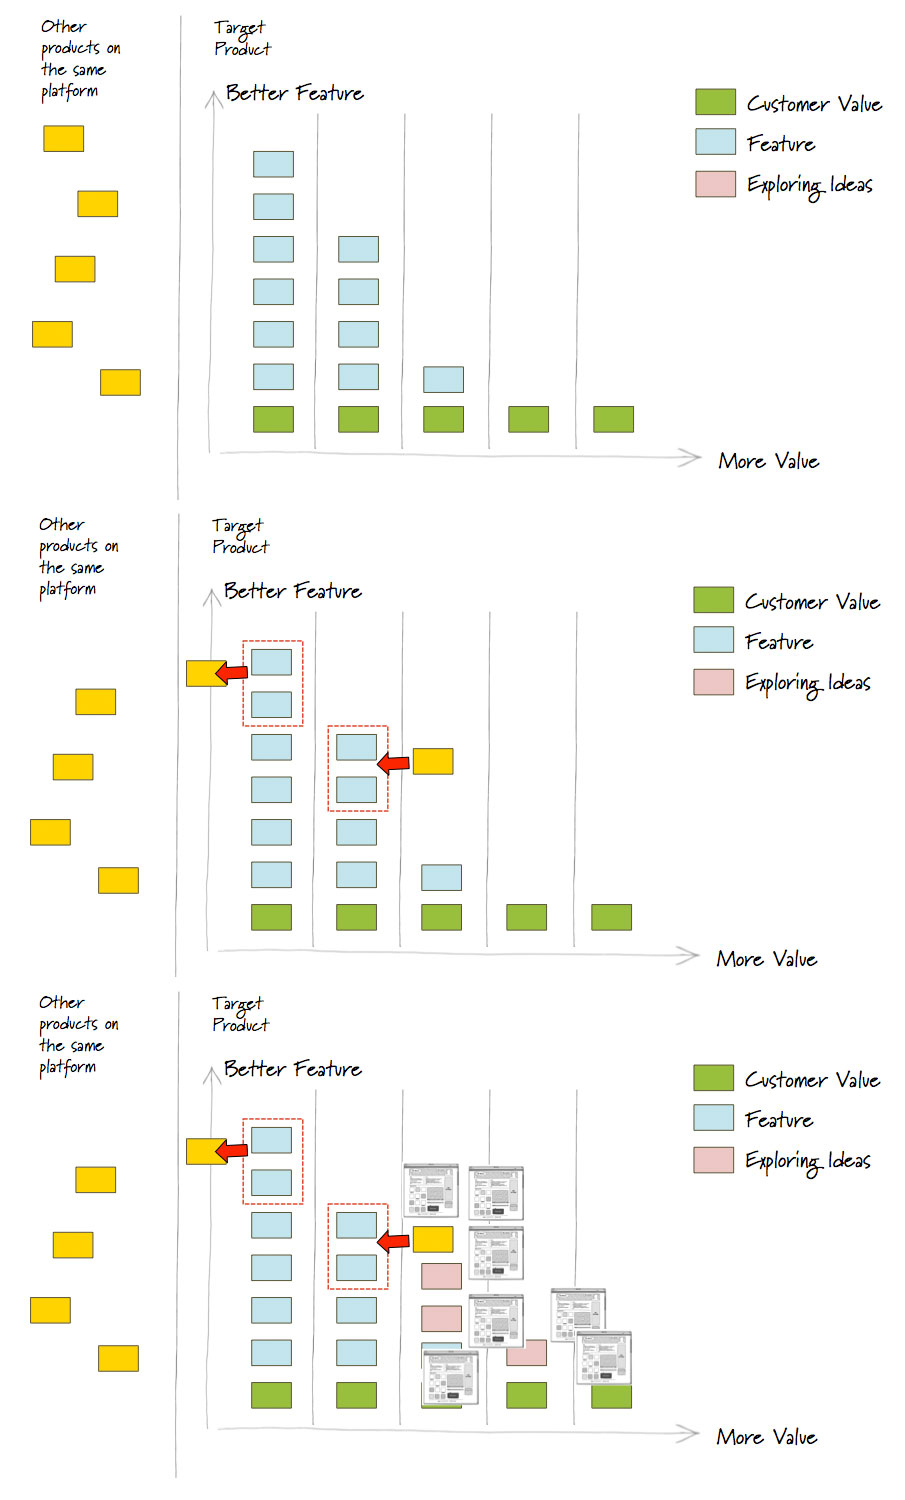 Other
products on
the same
platform
Target
Product
Better Feature
Customer Value
Feature
Exploring Ideas
More Value
Other
products on
the same
platform
Target
Product
Better Feature
Customer Value
Feature
Exploring Ideas
More Value
Other
products on
the same
platform
Target
Product
Better Feature
Customer Value
Feature
Exploring Ideas
More Value